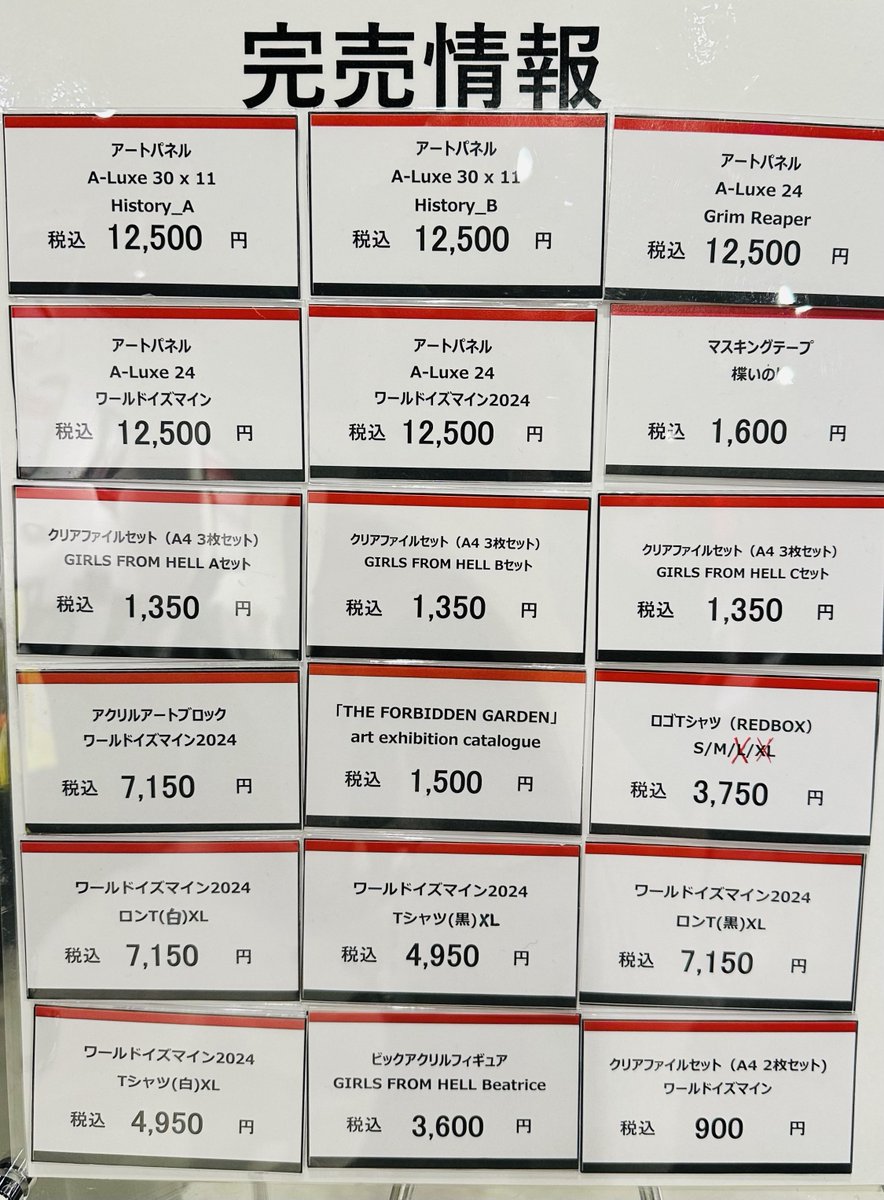 完売情報
アートパネル
A-Luxe 30 x 11
History_A
税込 12,500 円
アートパネル
A-Luxe 30 x 11
History_B
税込 12,500 円
アートパネル
A-Luxe 24
Grim Reaper
税込 12,500 円
アートパネル
A-Luxe 24
ワールドイズマイン
税込 12,500 円
アートパネル
A-Luxe 24
ワールドイズマイン2024
税込 12,500 円
マスキングテープ
楪いの
税込 1,600 円
クリアファイルセット（A4 3枚セット）
GIRLS FROM HELL Aセット
税込 1,350 円
クリアファイルセット（A4 3枚セット）
GIRLS FROM HELL Bセット
税込 1,350 円
クリアファイルセット（A4 3枚セット）
GIRLS FROM HELL Cセット
税込 1,350 円
アクリルアートブロック
ワールドイズマイン2024
税込 7,150 円
「THE FORBIDDEN GARDEN」
art exhibition catalogue
税込 1,500 円
ロゴTシャツ（REDBOX）
S/M/L/XL
税込 3,750 円
ワールドイズマイン2024
ロンT(白)XL
税込 7,150 円
ワールドイズマイン2024
Tシャツ(黒)XL
税込 4,950 円
ワールドイズマイン2024
ロンT(黒)XL
税込 7,150 円
ワールドイズマイン2024
Tシャツ(白)XL
税込 4,950 円
ビックアクリルフィギュア
GIRLS FROM HELL Beatrice
税込 3,600 円
クリアファイルセット（A4 2枚セット）
ワールドイズマイン
税込 900 円